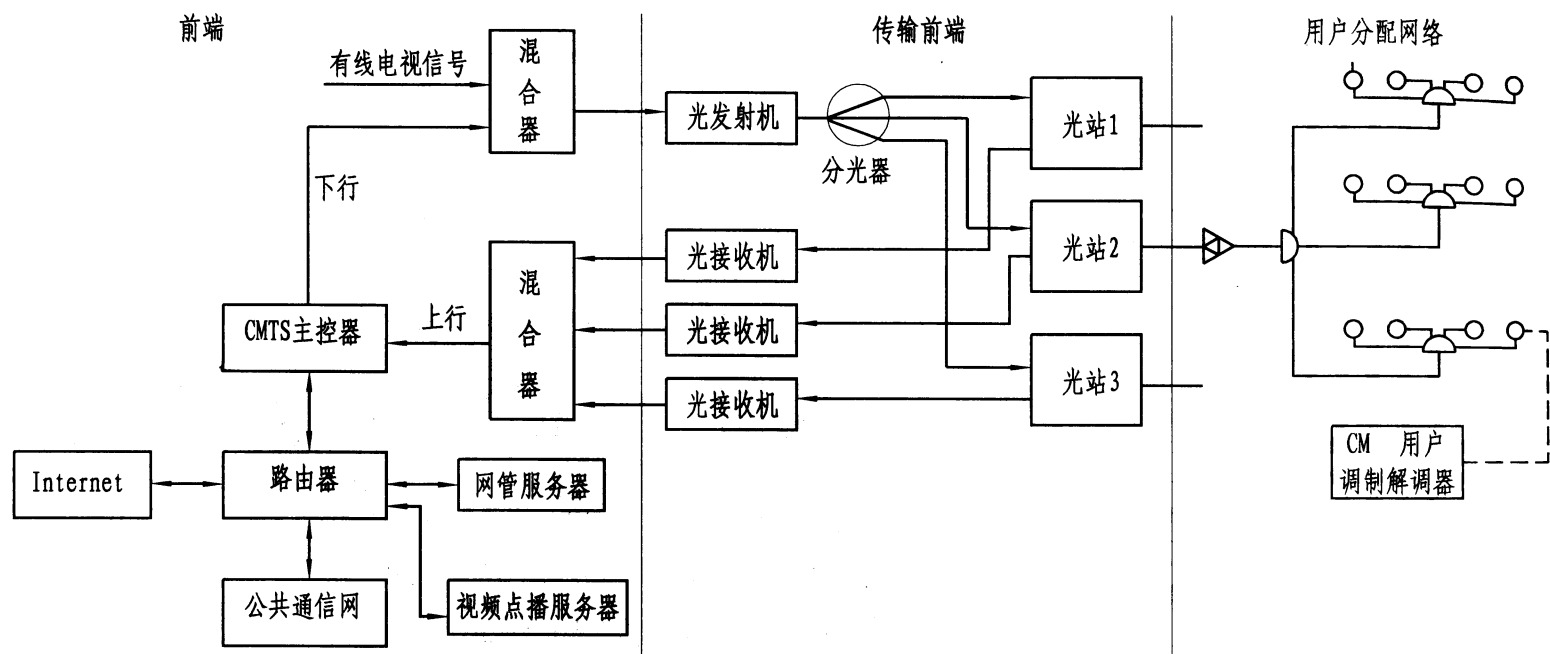 前端
传输前端
用户分配网络
有线电视信号
混合器
光发射机
分光器
光站1
下行
光接收机
光站2
混合器
CMTS主控器
上行
光接收机
光站3
光接收机
Internet
路由器
网管服务器
CM 用户
调制解调器
公共通信网
视频点播服务器